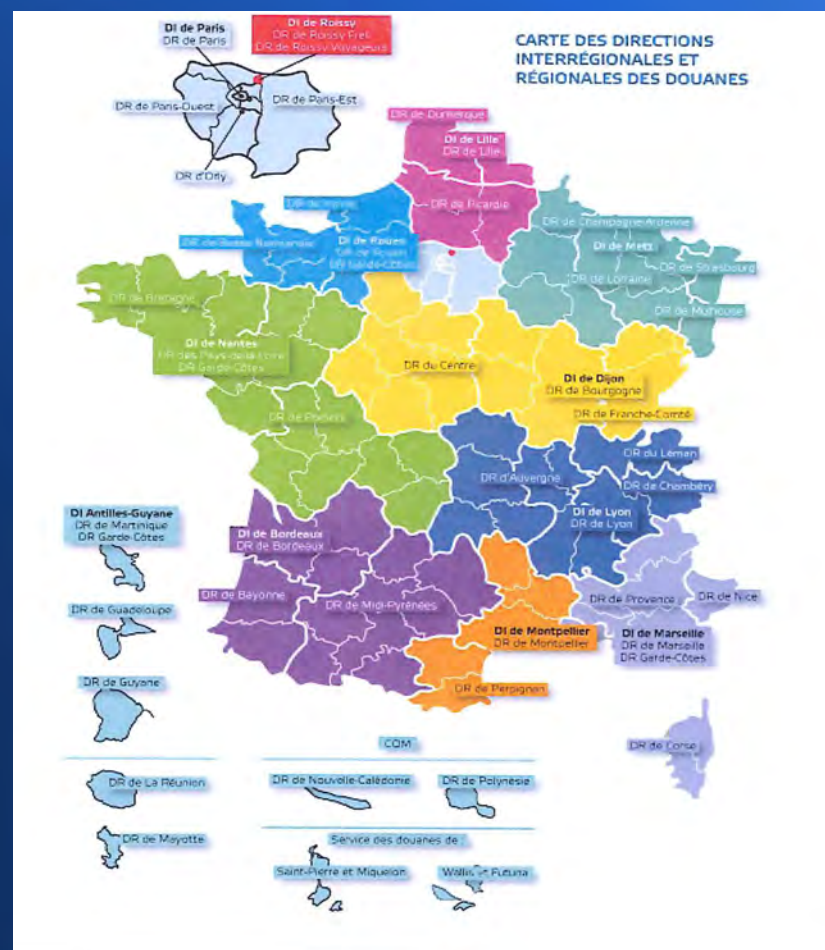 CARTE DES DIRECTIONS
INTERRÉGIONALES ET
RÉGIONALES DES DOUANES
DI de Paris
DR de Paris
DI de Roissy
DR de Roissy Fret
DR de Roissy Voyageurs
DR de Paris-Ouest
DR de Paris-Est
DR d'Orly
DR de Dunkerque
DI de Lille
DR de Lille
DR de Picardie
DR de
DR de Basse Normandie
DI de Rouen
DR de Rouen
DR Garde-Côtes
DR de Champagne-Ardenne
DI de Metz
DR de Strasbourg
DR de Lorraine
DR de Mulhouse
DR de Bretagne
DI de Nantes
DR des Pays-de-la-Loire
DR Garde-Côtes
DR de Poitiers
DR du Centre
DI de Dijon
DR de Bourgogne
DR de Franche-Comté
DR du Léman
DR d'Auvergne
DR de Chambéry
DI de Lyon
DR de Lyon
DI Antilles-Guyane
DR de Martinique
DR Garde-Côtes
DI de Bordeaux
DR de Bordeaux
DR de Bayonne
DR de Midi-Pyrénées
DR de Provence
DR de Nice
DR de Guadeloupe
DI de Montpellier
DR de Montpellier
DI de Marseille
DR de Marseille
DR Garde-Côtes
DR de Guyane
DR de Perpignan
DR de Corse
COM
DR de La Réunion
DR de Nouvelle-Calédonie
DR de Polynésie
DR de Mayotte
Service des douanes de :
Saint-Pierre et Miquelon
Wallis et Futuna